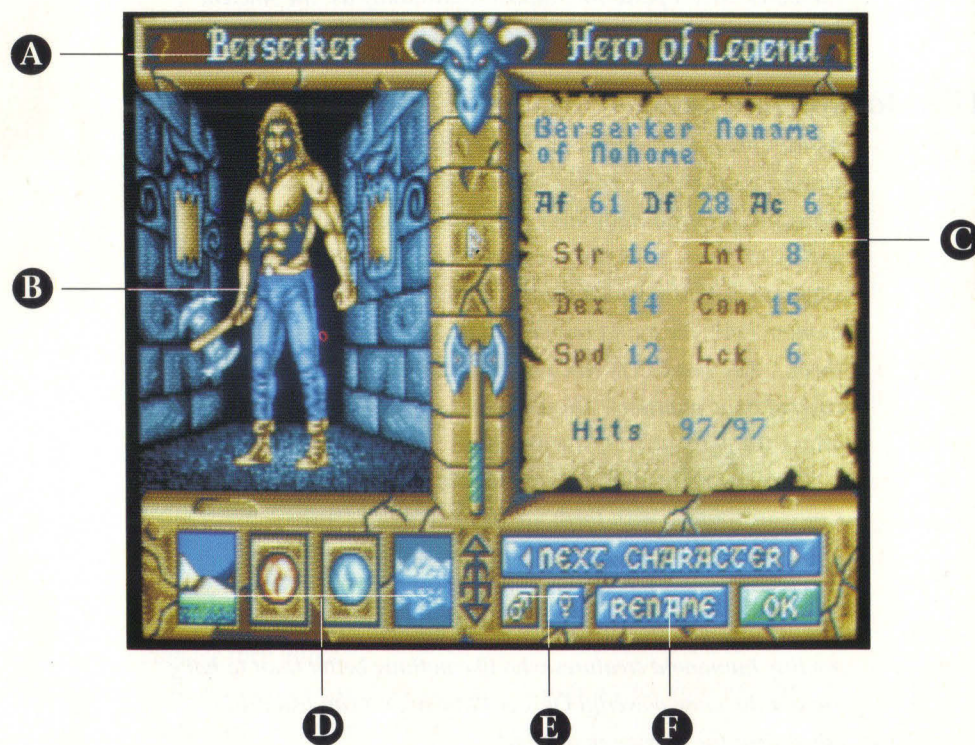 Berserker
Hero of Legend
A
Berserker Noname
of Nohome
Af 61 Df 28 Ac 6
Str 16 Int 8
C
Dex 14 Con 15
B
Spd 12 Lck 6
Hits 97/97
NEXT CHARACTER
RENAME OK
D
E
F